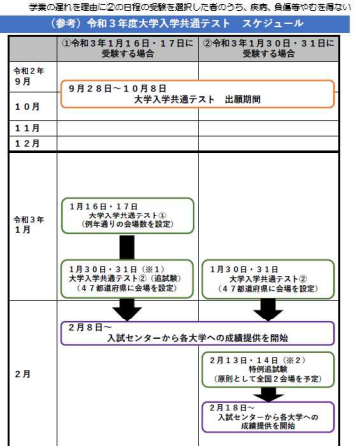 学業の遅れを理由に②の日程の受験を選択した者のうち、疾病、負傷等やむを得ない
(参考)令和3年度大学入学共通テスト スケジュール
①令和3年1月16日・17日に
受験する場合
②令和3年1月30日・31日に
受験する場合
令和2年
9月
9月28日~10月8日
大学入学共通テスト 出願期間
10月
11月
12月
令和3年
1月
1月16日・17日
大学入学共通テスト①
(例年通りの会場数を設定)
1月30日・31日(※1)
大学入学共通テスト②(追試験)
(47都道府県に会場を設定)
1月30日・31日
大学入学共通テスト②
(47都道府県に会場を設定)
2月8日~
入試センターから各大学への成績提供を開始
2月
2月13日・14日(※2)
特例追試験
(原則として全国2会場を予定)
2月18日~
入試センターから各大学への
成績提供を開始